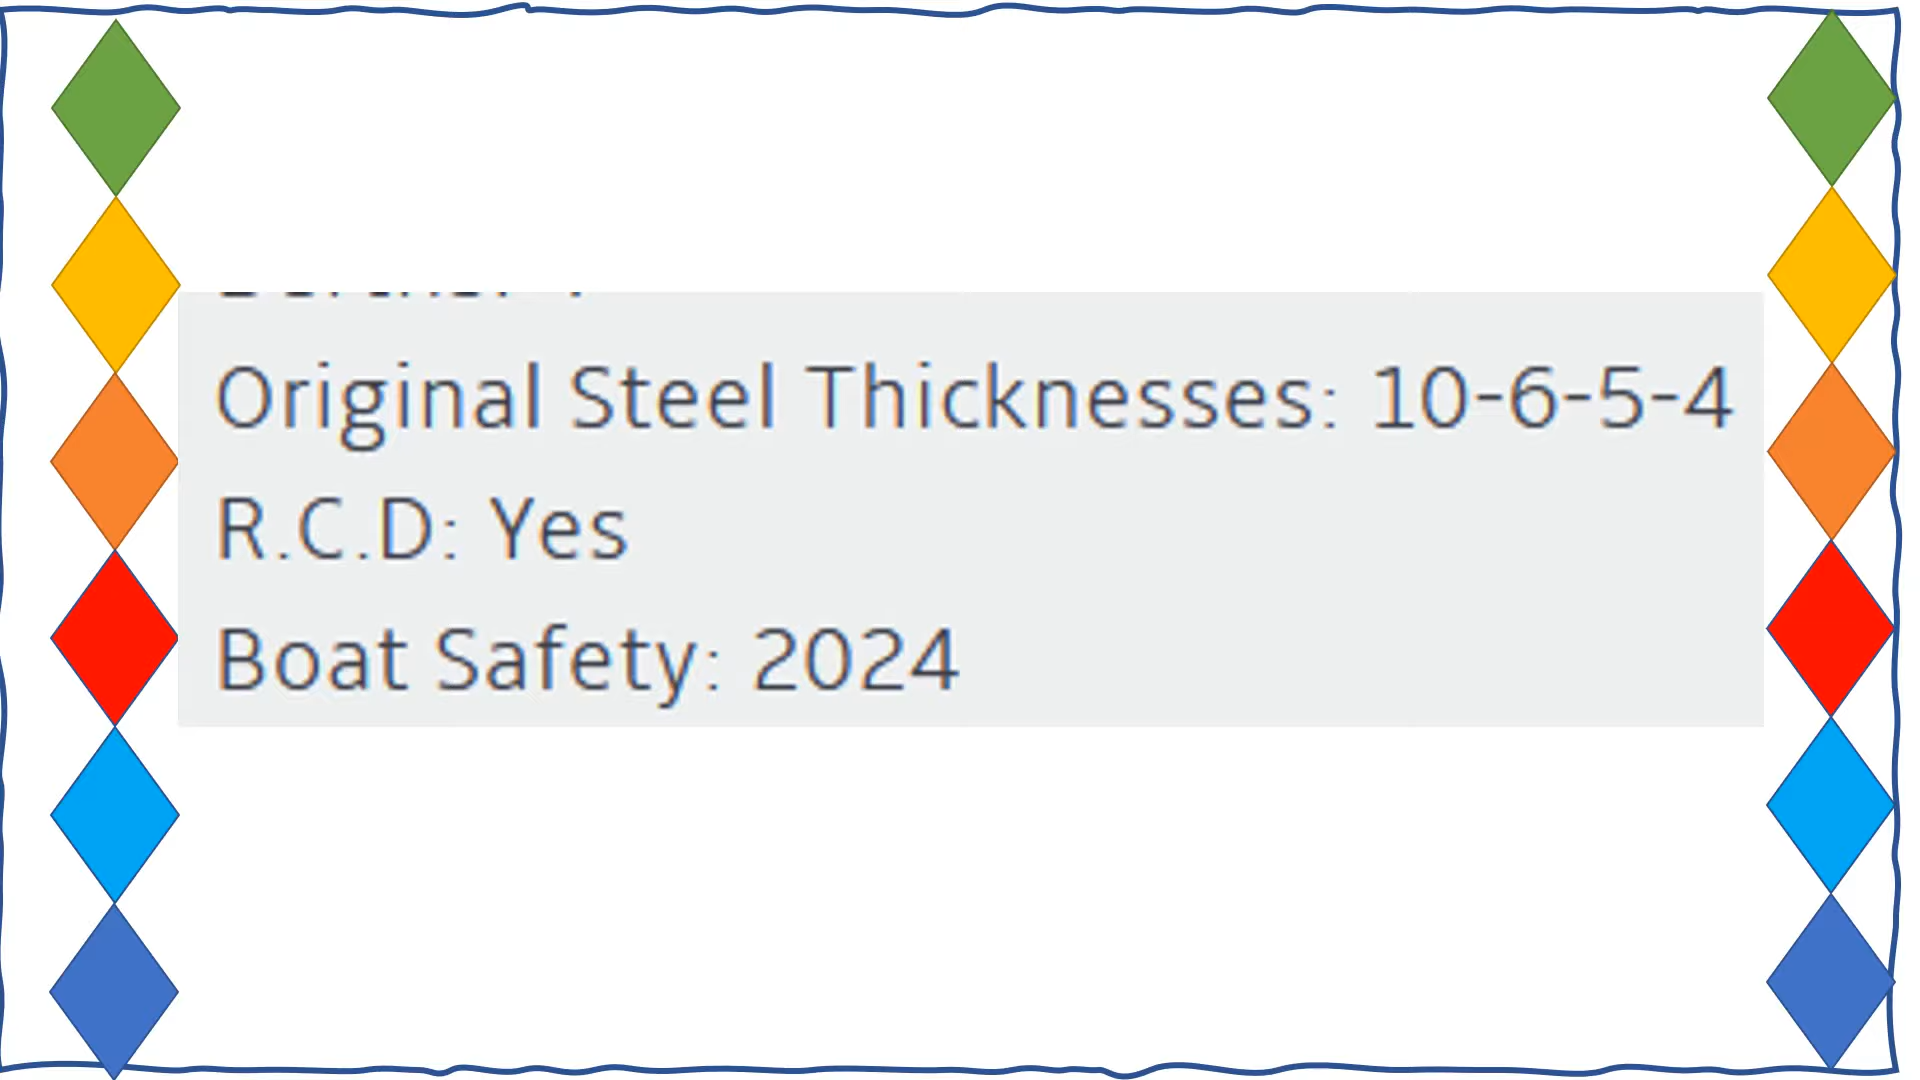 Original Steel Thicknesses: 10-6-5-4
R.C.D: Yes
Boat Safety: 2024